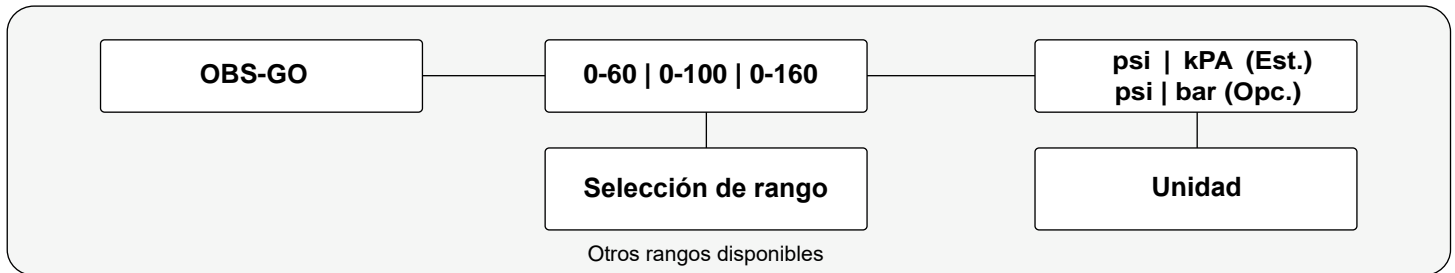 OBS-GO
0-60 | 0-100 | 0-160
psi | kPA (Est.)
psi | bar (Opc.)
Selección de rango
Unidad
Otros rangos disponibles